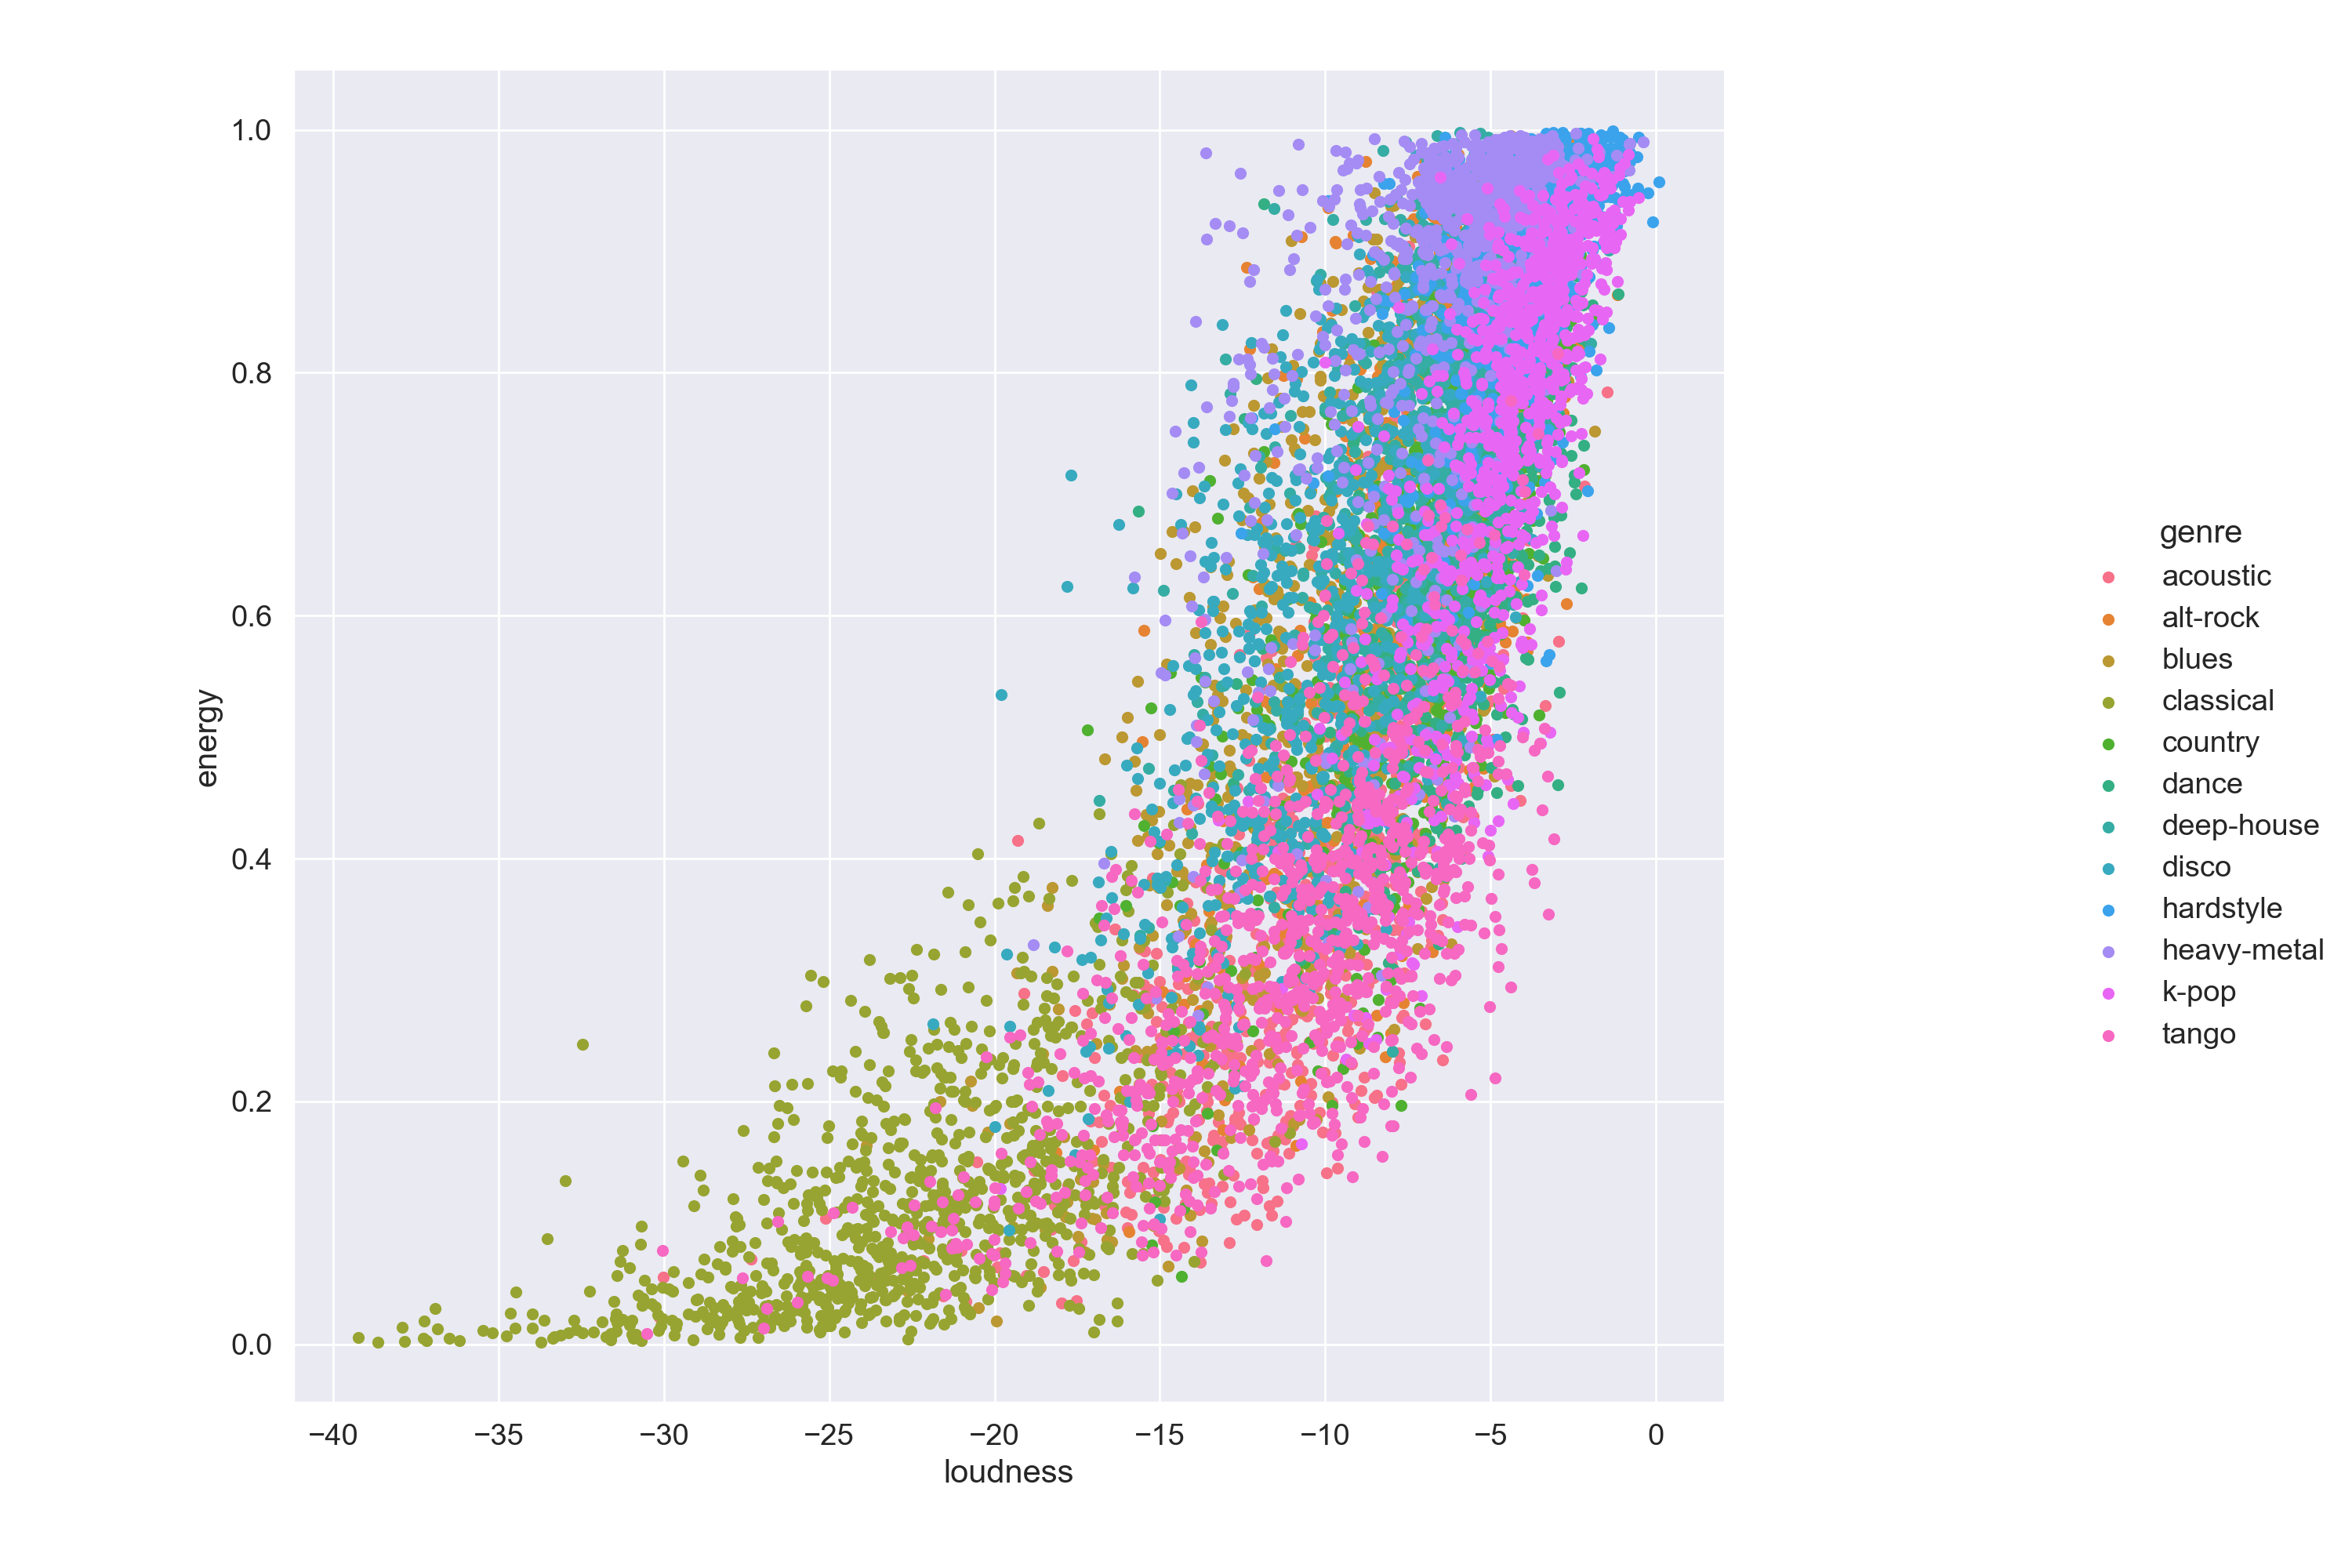 1.0
0.8
0.6
0.4
0.2
0.0
energy
−40 −35 −30 −25 −20 −15 −10 −5 0
loudness
genre
acoustic
alt-rock
blues
classical
country
dance
deep-house
disco
hardstyle
heavy-metal
k-pop
tango